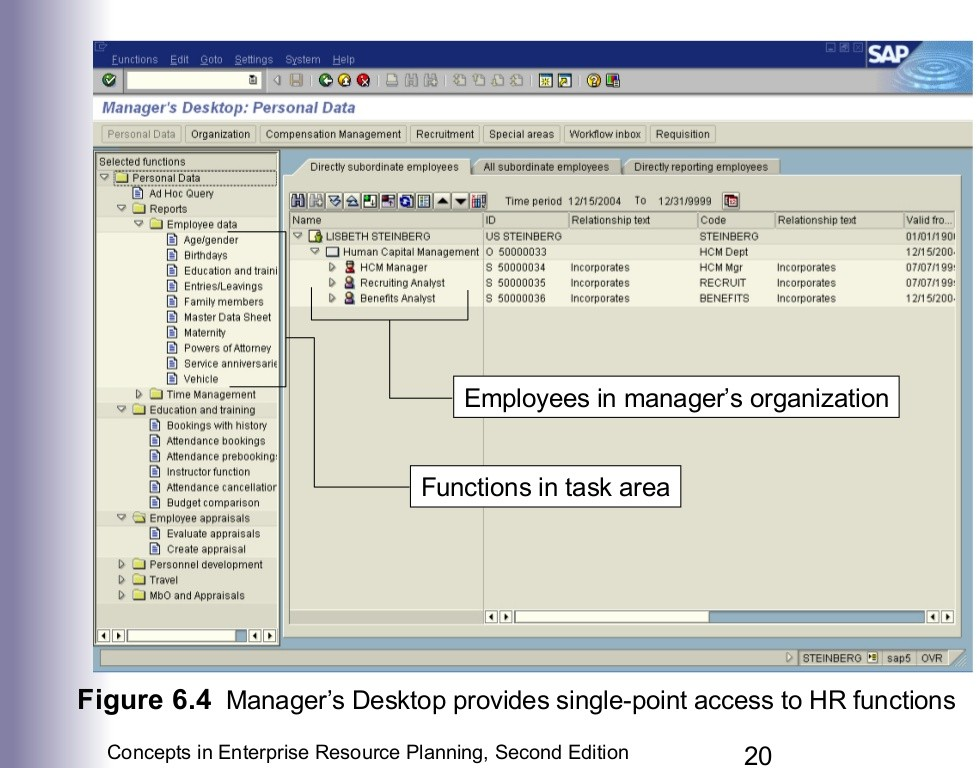 Functions Edit Goto Settings System Help
SAP
Manager's Desktop: Personal Data
Personal Data Organization Compensation Management Recruitment Special areas Workflow inbox Requisition
Selected functions
Personal Data
Ad Hoc Query
Reports
Employee data
Age/gender
Birthdays
Education and traini
Entries/Leavings
Family members
Master Data Sheet
Maternity
Powers of Attorney
Service anniversarie
Vehicle
Time Management
Education and training
Bookings with history
Attendance bookings
Attendance prebooking
Instructor function
Attendance cancellation
Budget comparison
Employee appraisals
Evaluate appraisals
Create appraisal
Personnel development
Travel
MbO and Appraisals
Directly subordinate employees All subordinate employees Directly reporting employees
Time period 12/15/2004 To 12/31/9999
Name ID Relationship text Code Relationship text Valid fro...
LISBETH STEINBERG US STEINBERG STEINBERG 01/01/190
Human Capital Management O 50000033 HCM Dept 12/15/200
HCM Manager S 50000034 Incorporates HCM Mgr Incorporates 07/07/199
Recruiting Analyst S 50000035 Incorporates RECRUIT Incorporates 07/07/199
Benefits Analyst S 50000036 Incorporates BENEFITS Incorporates 12/15/200
Employees in manager's organization
Functions in task area
STEINBERG sap5 OVR
Figure 6.4 Manager's Desktop provides single-point access to HR functions
Concepts in Enterprise Resource Planning, Second Edition
20